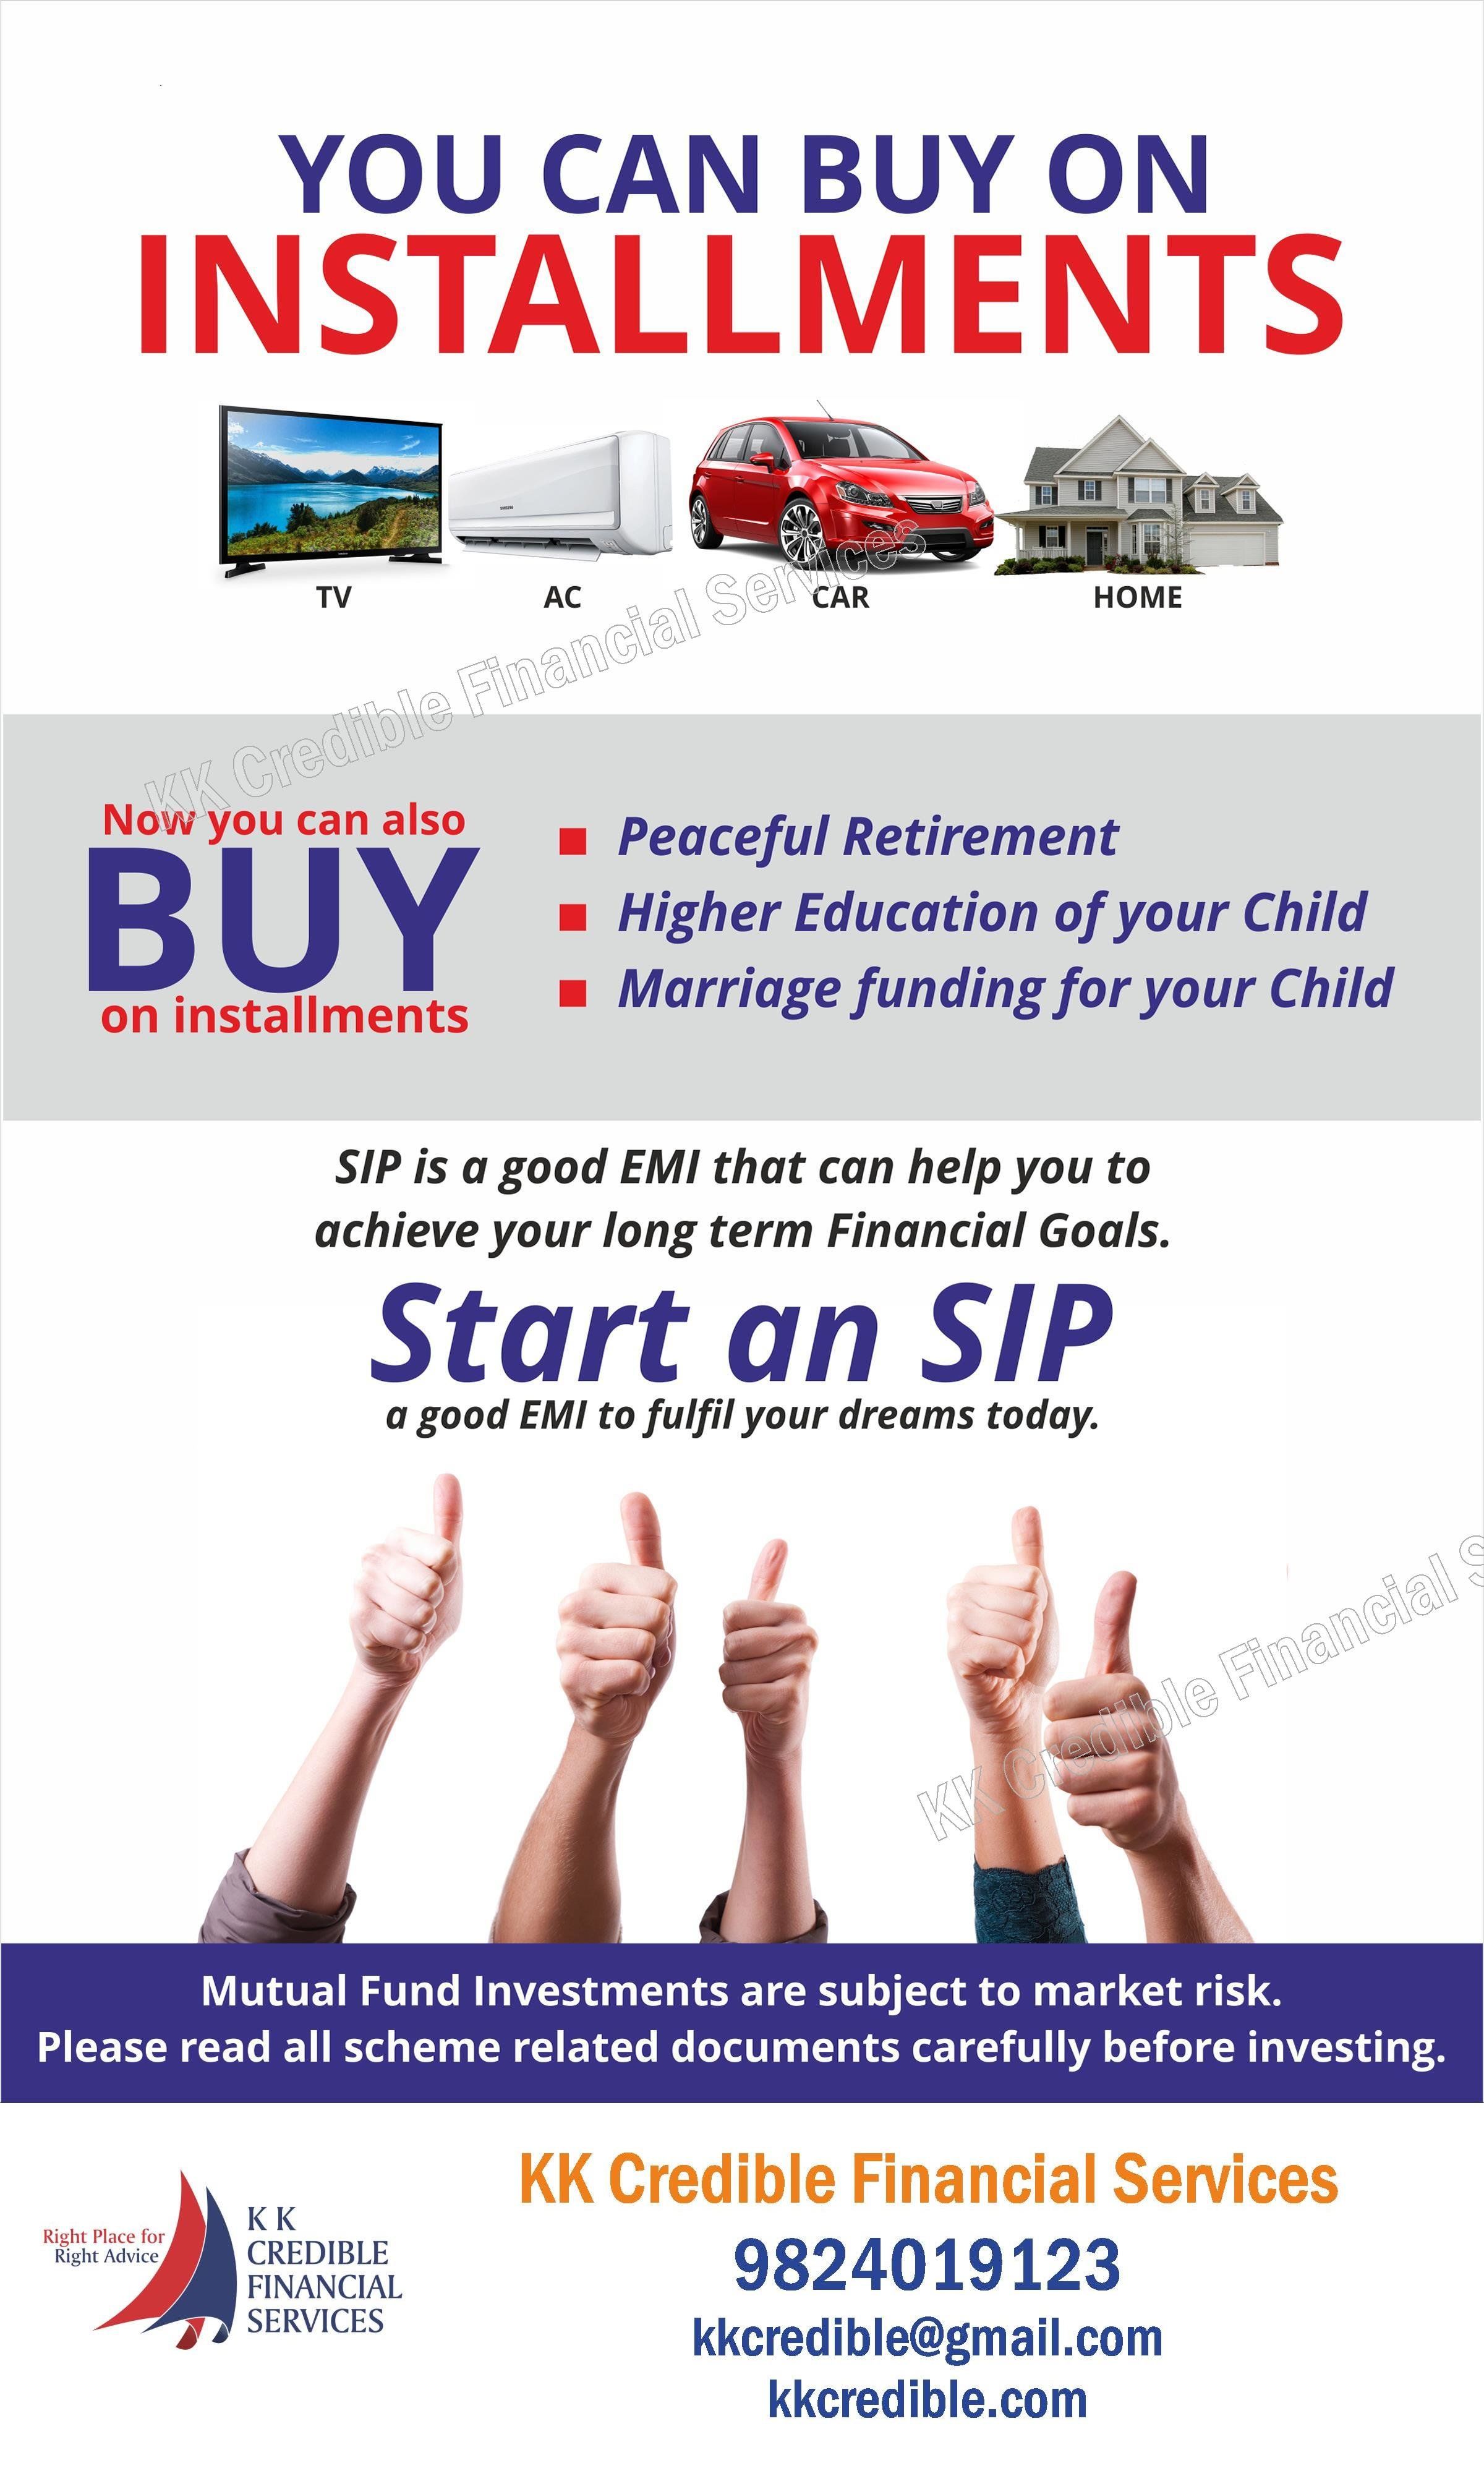 YOU CAN BUY ON
INSTALLMENTS
TV
AC
CAR
HOME
KK Credible Financial Services
Now you can also
BUY
on installments
Peaceful Retirement
Higher Education of your Child
Marriage funding for your Child
SIP is a good EMI that can help you to
achieve your long term Financial Goals.
Start an SIP
a good EMI to fulfil your dreams today.
KK Credible Financial S
Mutual Fund Investments are subject to market risk.
Please read all scheme related documents carefully before investing.
Right Place for
Right Advice
K K
CREDIBLE
FINANCIAL
SERVICES
KK Credible Financial Services
9824019123
kkcredible@gmail.com
kkcredible.com